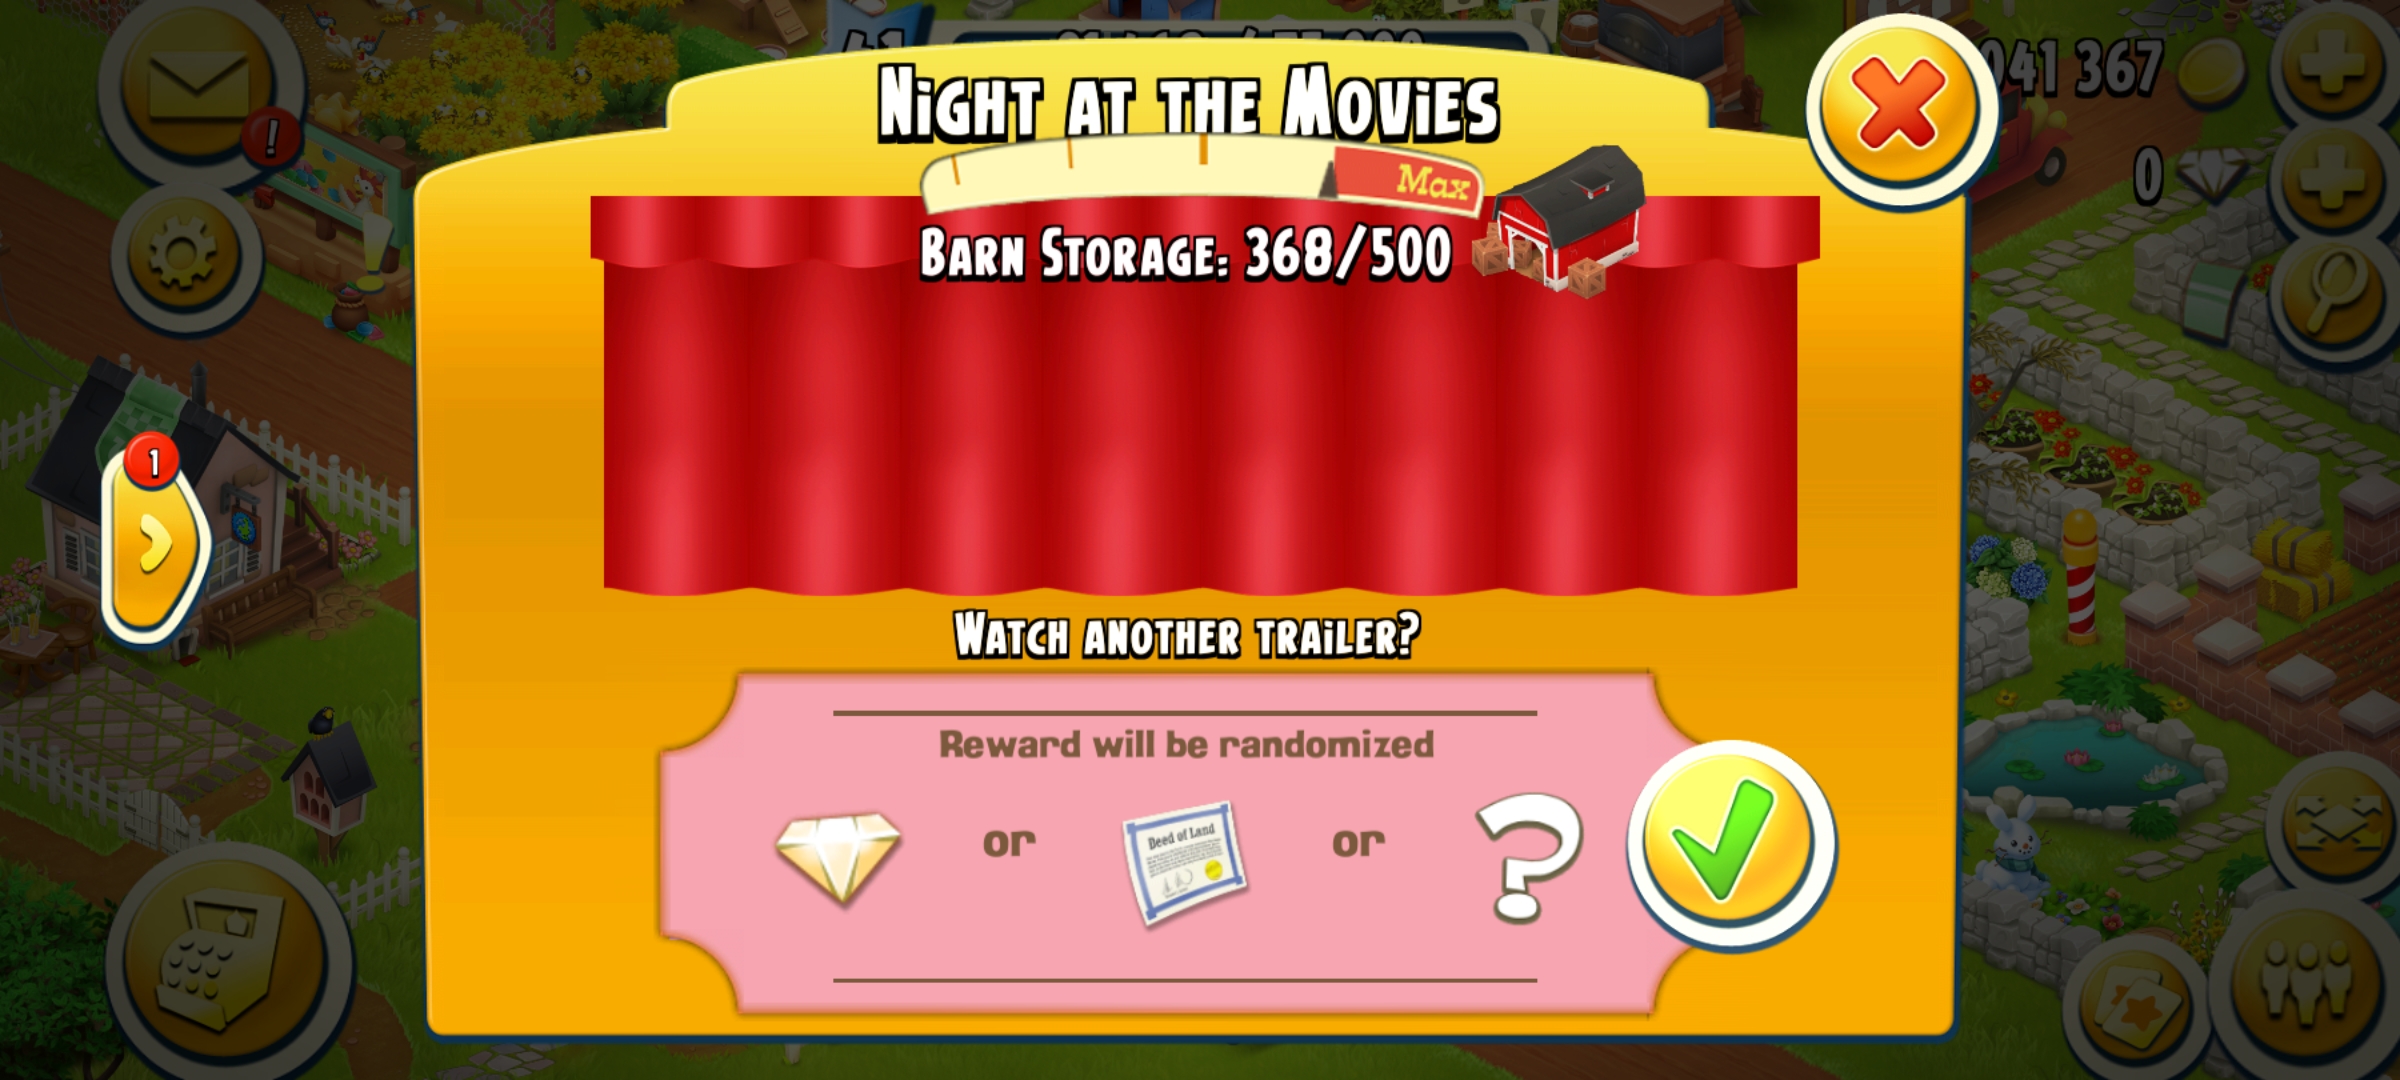 Night at the Movies
041 367
Max
0
Barn Storage: 368/500
1
Watch another trailer?
Reward will be randomized
or
Deed of Land
or